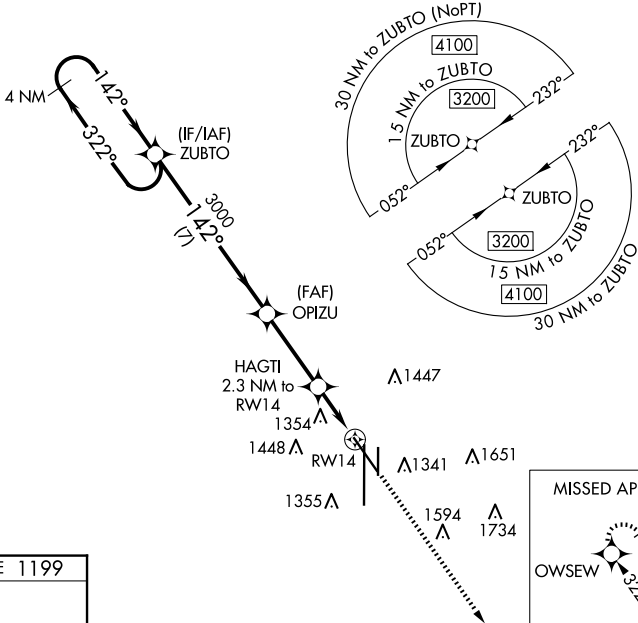 30 NM to ZUBTO (NoPT)
4100
15 NM to ZUBTO
3200
ZUBTO
232°
052°
4 NM
142°
322°
(IF/IAF)
ZUBTO
3000
142°
(7)
232°
ZUBTO
052°
3200
15 NM to ZUBTO
4100
30 NM to ZUBTO
(FAF)
OPIZU
HAGTI
2.3 NM to
RW14
1447
1354
1448
RW14
1341
1651
1355
1594
1734
MISSED AP
OWSEW
322
E 1199